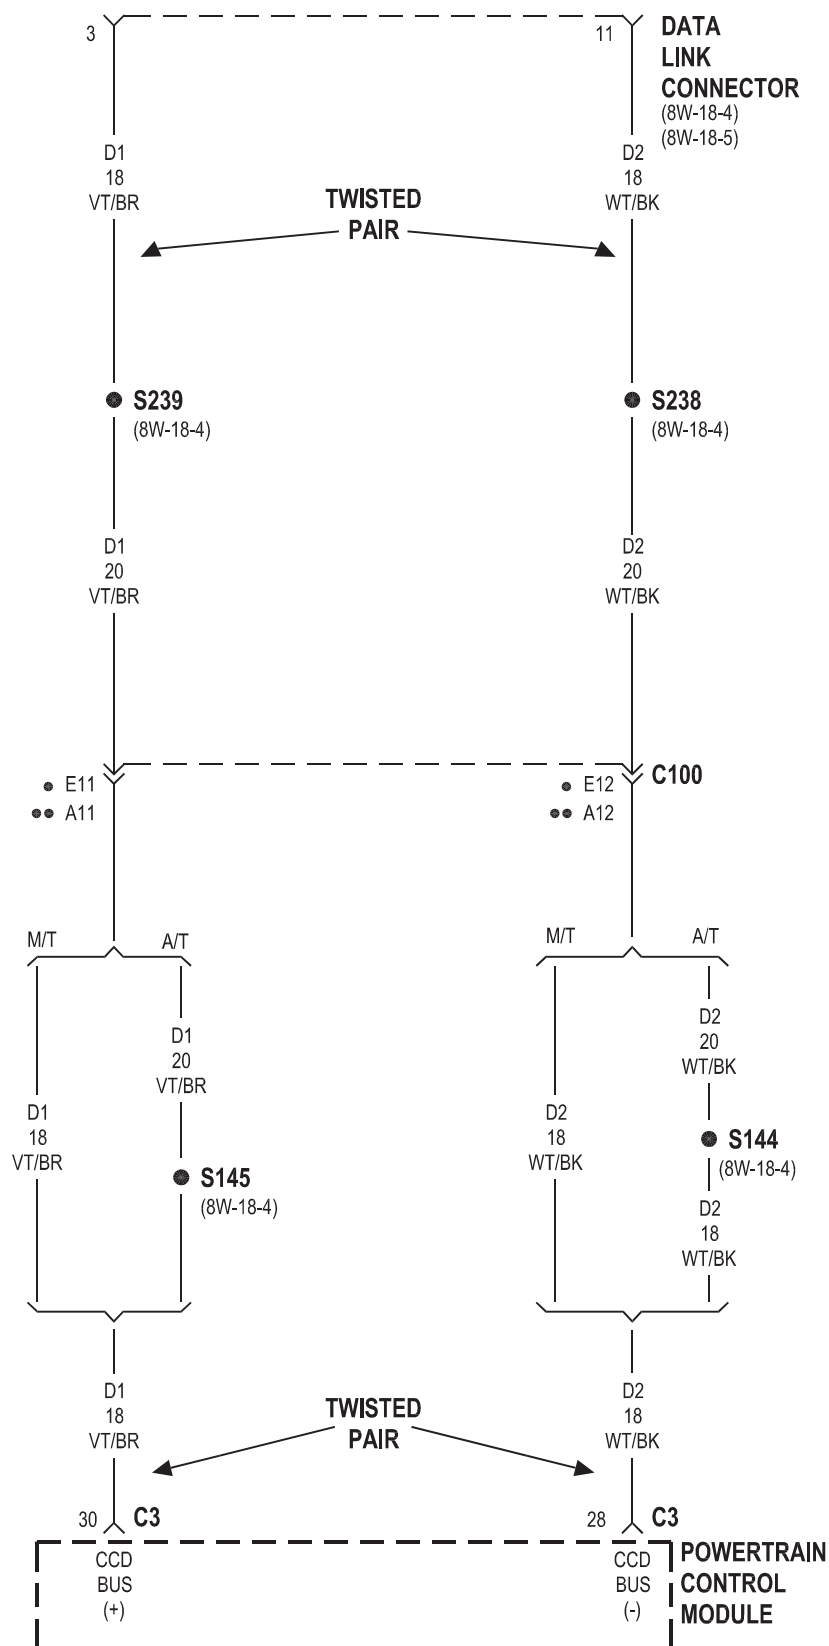 3
11
DATA
LINK
CONNECTOR
(8W-18-4)
(8W-18-5)
D1
18
VT/BR
D2
18
WT/BK
TWISTED
PAIR
S239
(8W-18-4)
S238
(8W-18-4)
D1
20
VT/BR
D2
20
WT/BK
E11
A11
E12
A12
C100
M/T
A/T
M/T
A/T
D1
20
VT/BR
D2
20
WT/BK
D1
18
VT/BR
D2
18
WT/BK
S145
(8W-18-4)
S144
(8W-18-4)
D2
18
WT/BK
D1
18
VT/BR
D2
18
WT/BK
TWISTED
PAIR
30
C3
28
C3
CCD
BUS
(+)
CCD
BUS
(-)
POWERTRAIN
CONTROL
MODULE